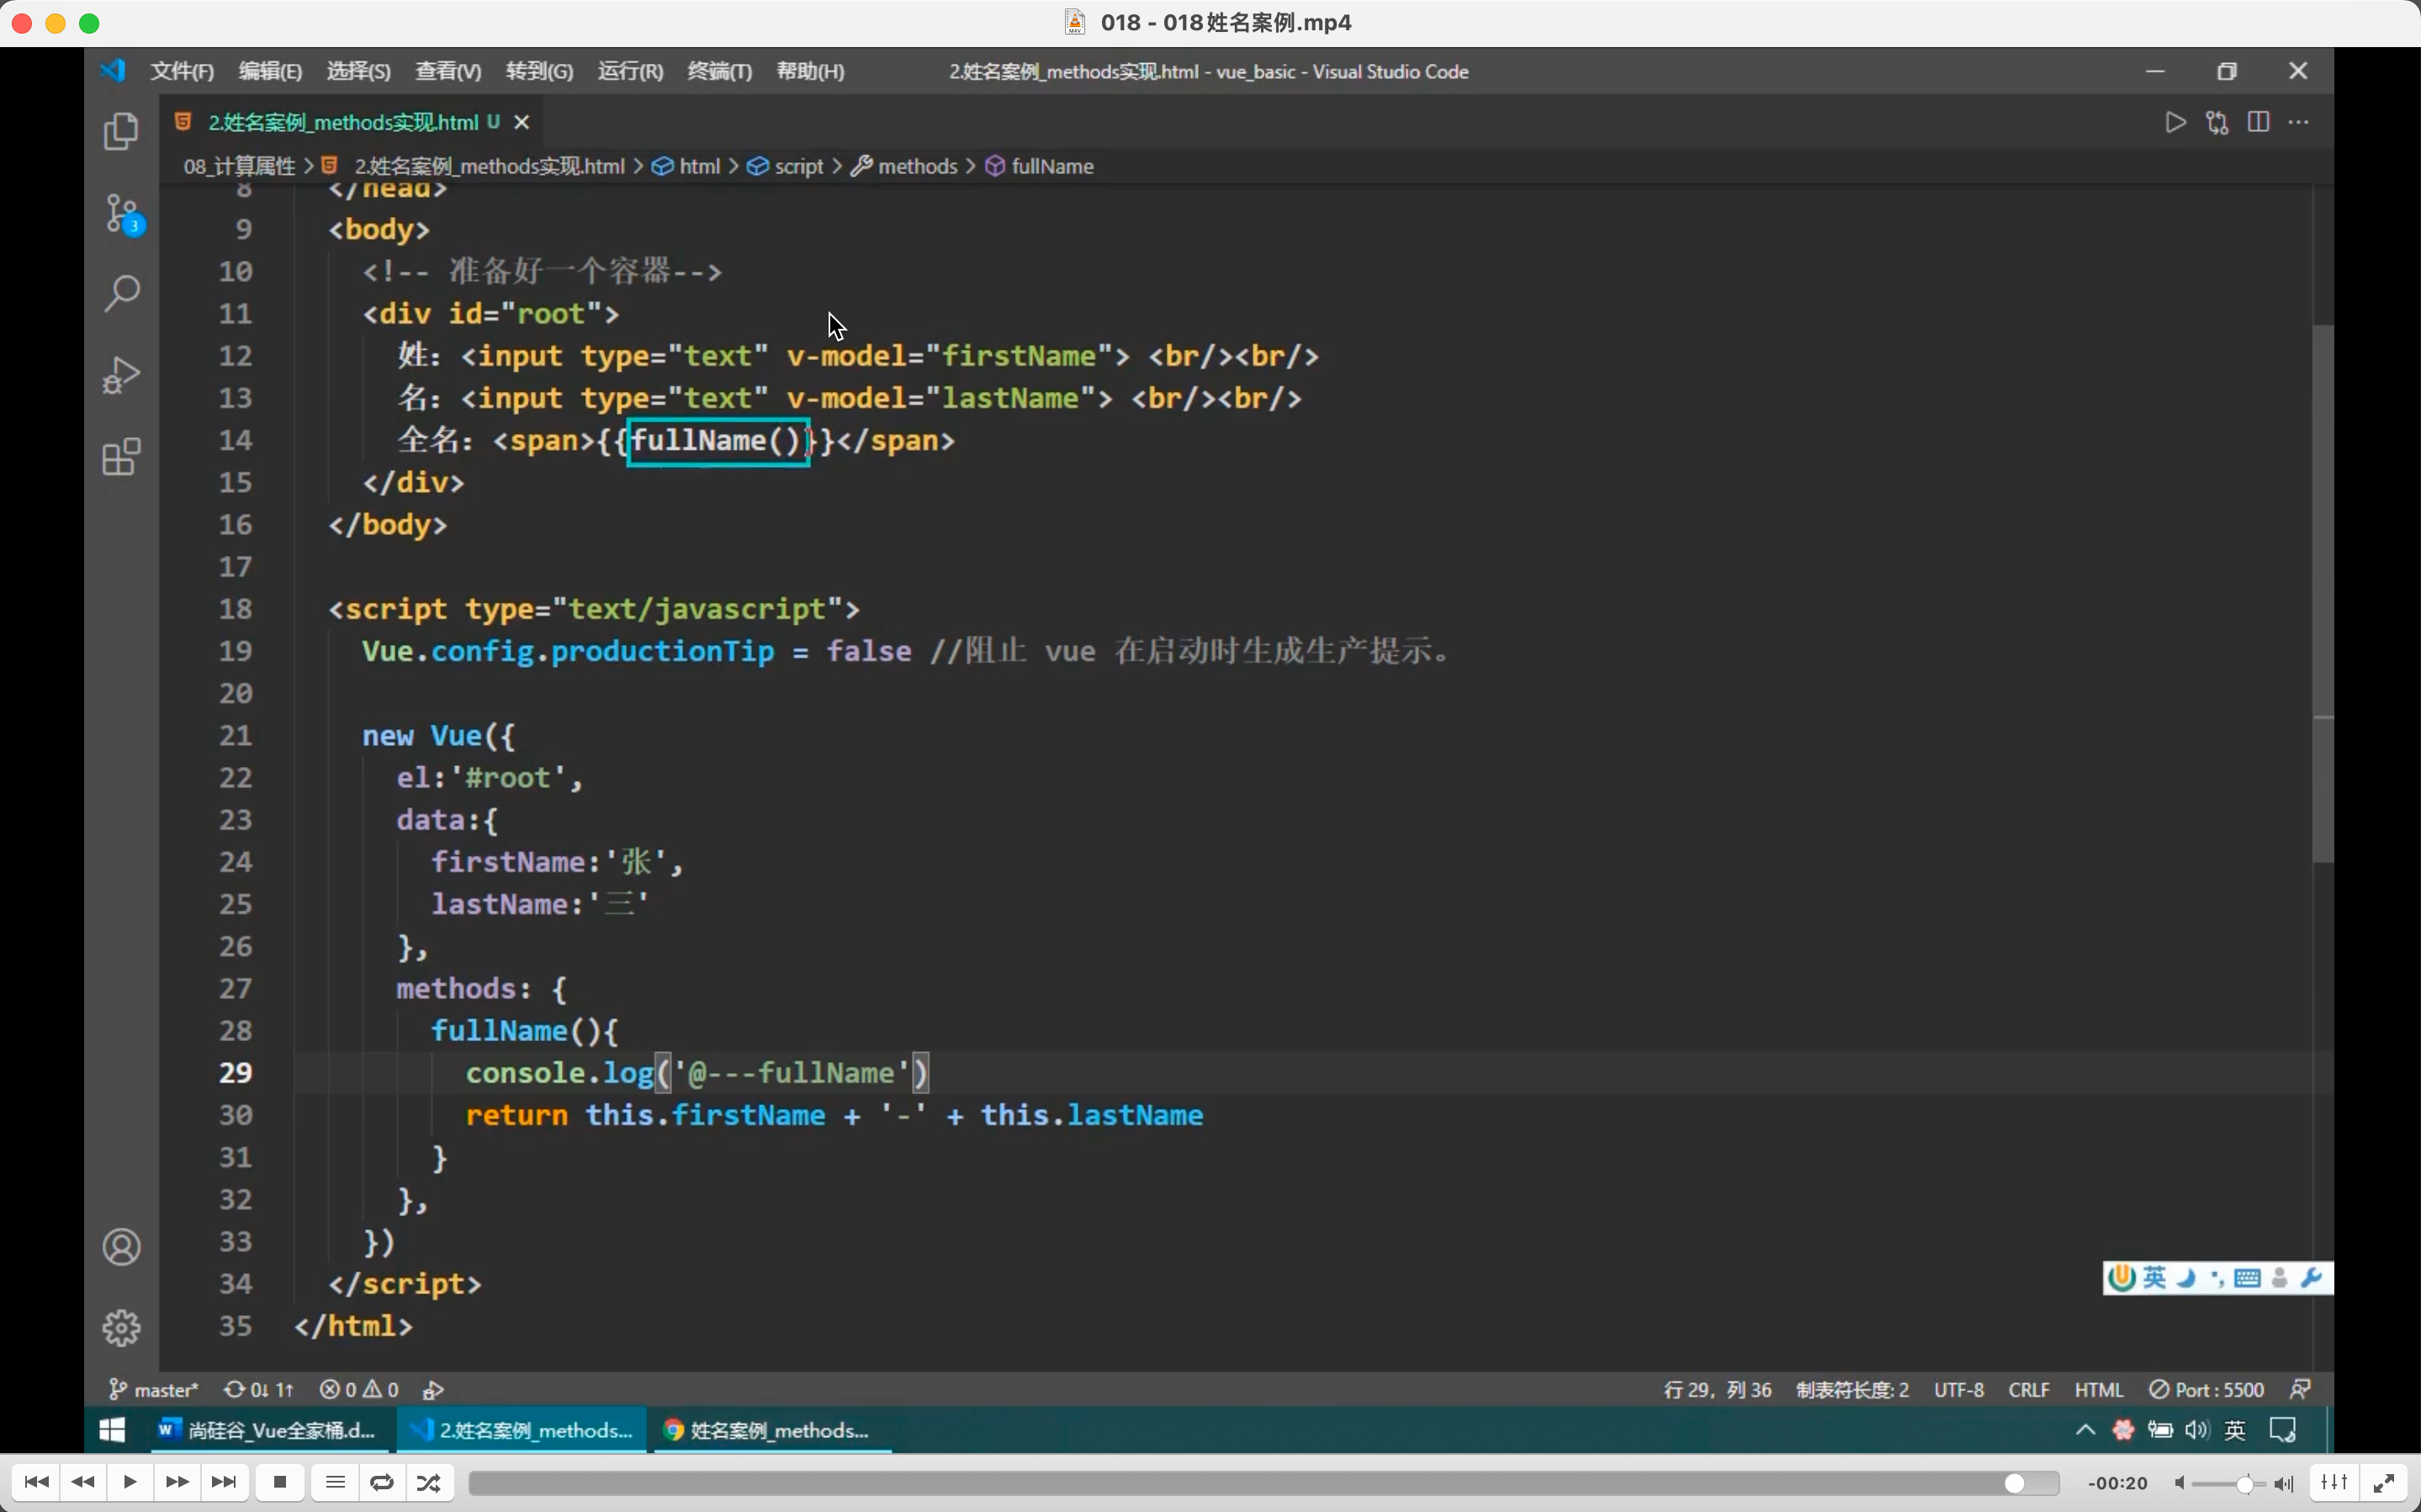 018 - 018姓名案例.mp4
文件(F) 编辑(E) 选择(S) 查看(V) 转到(G) 运行(R) 终端(T) 帮助(H) 2.姓名案例_methods实现.html - vue_basic - Visual Studio Code
2.姓名案例_methods实现.html U
08_计算属性 > 2.姓名案例_methods实现.html > html > script > methods > fullName
8 </head>
9 <body>
10 <!-- 准备好一个容器-->
11 <div id="root">
12 姓：<input type="text" v-model="firstName"> <br/><br/>
13 名：<input type="text" v-model="lastName"> <br/><br/>
14 全名：<span>{{fullName()}}</span>
15 </div>
16 </body>
17
18 <script type="text/javascript">
19 Vue.config.productionTip = false //阻止 vue 在启动时生成生产提示。
20
21 new Vue({
22 el:'#root',
23 data:{
24 firstName:'张',
25 lastName:'三'
26 },
27 methods: {
28 fullName(){
29 console.log('@---fullName')
30 return this.firstName + '-' + this.lastName
31 }
32 },
33 })
34 </script>
35 </html>
3
英
master* 0↓ 1↑ 0 0 行 29，列 36 制表符长度: 2 UTF-8 CRLF HTML Port : 5500
尚硅谷_Vue全家桶.d... 2.姓名案例_methods... 姓名案例_methods... 英
-00:20